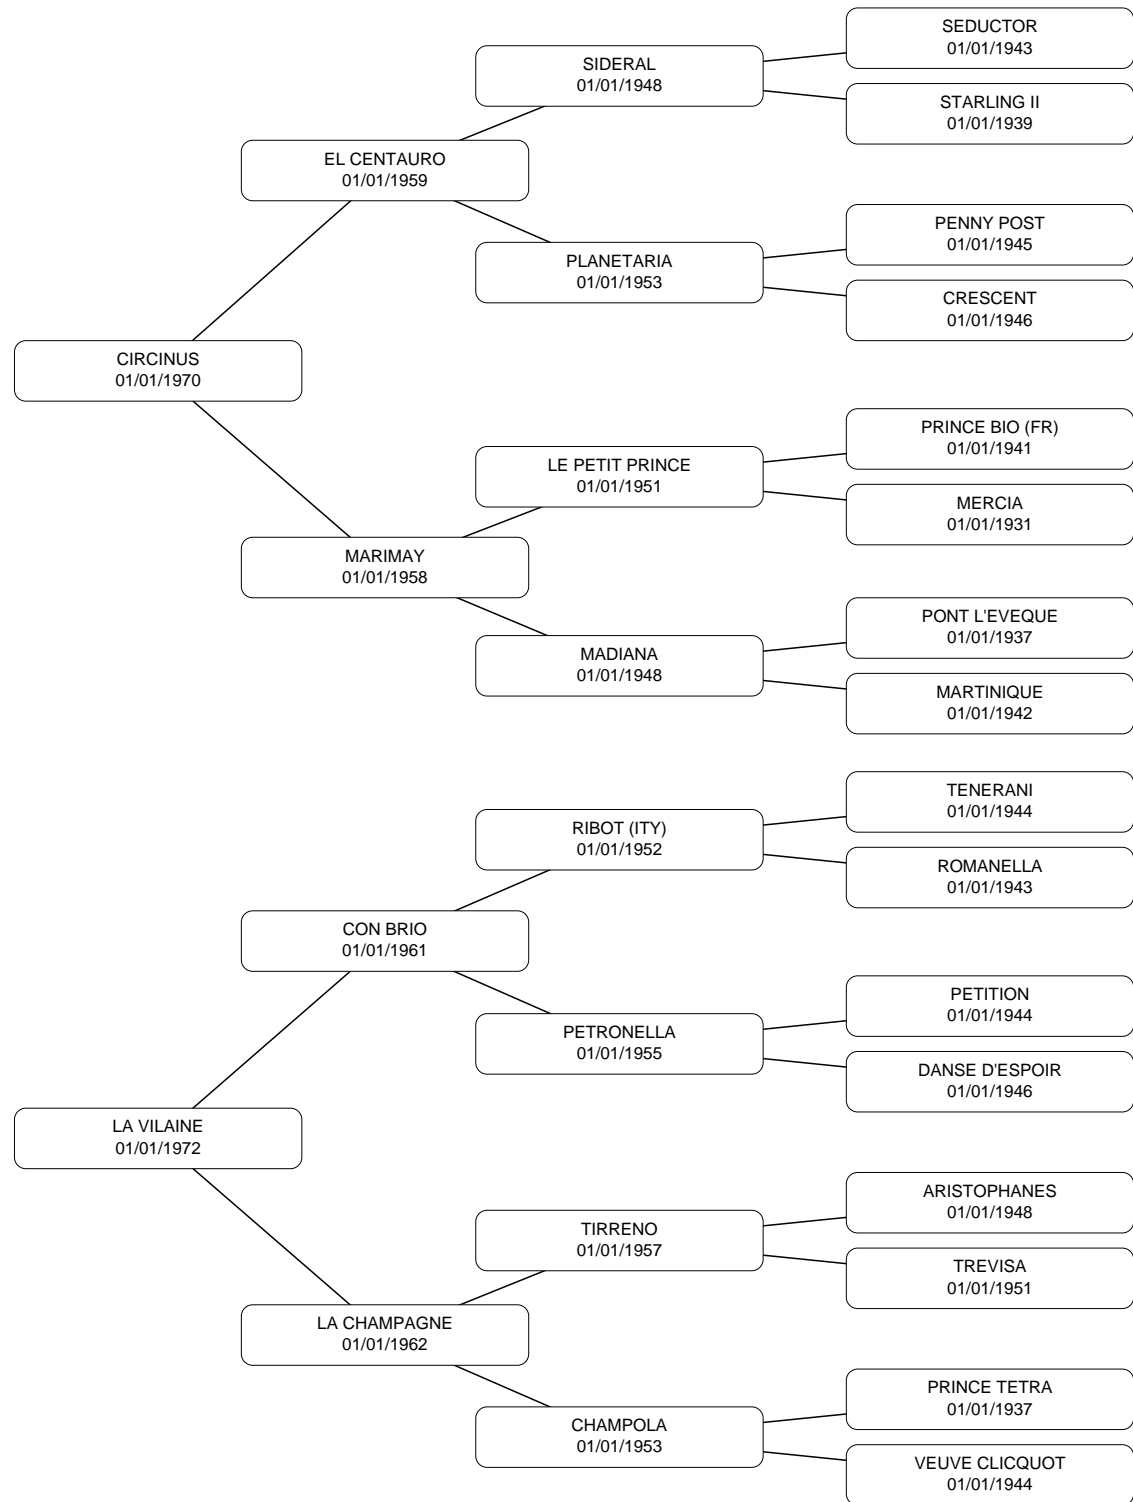 SEDUCTOR
01/01/1943
SIDERAL
01/01/1948
STARLING II
01/01/1939
EL CENTAURO
01/01/1959
PENNY POST
01/01/1945
PLANETARIA
01/01/1953
CRESCENT
01/01/1946
CIRCINUS
01/01/1970
PRINCE BIO (FR)
01/01/1941
LE PETIT PRINCE
01/01/1951
MERCIA
01/01/1931
MARIMAY
01/01/1958
PONT L'EVEQUE
01/01/1937
MADIANA
01/01/1948
MARTINIQUE
01/01/1942
TENERANI
01/01/1944
RIBOT (ITY)
01/01/1952
ROMANELLA
01/01/1943
CON BRIO
01/01/1961
PETITION
01/01/1944
PETRONELLA
01/01/1955
DANSE D'ESPOIR
01/01/1946
LA VILAINE
01/01/1972
ARISTOPHANES
01/01/1948
TIRRENO
01/01/1957
TREVISA
01/01/1951
LA CHAMPAGNE
01/01/1962
PRINCE TETRA
01/01/1937
CHAMPOLA
01/01/1953
VEUVE CLICQUOT
01/01/1944